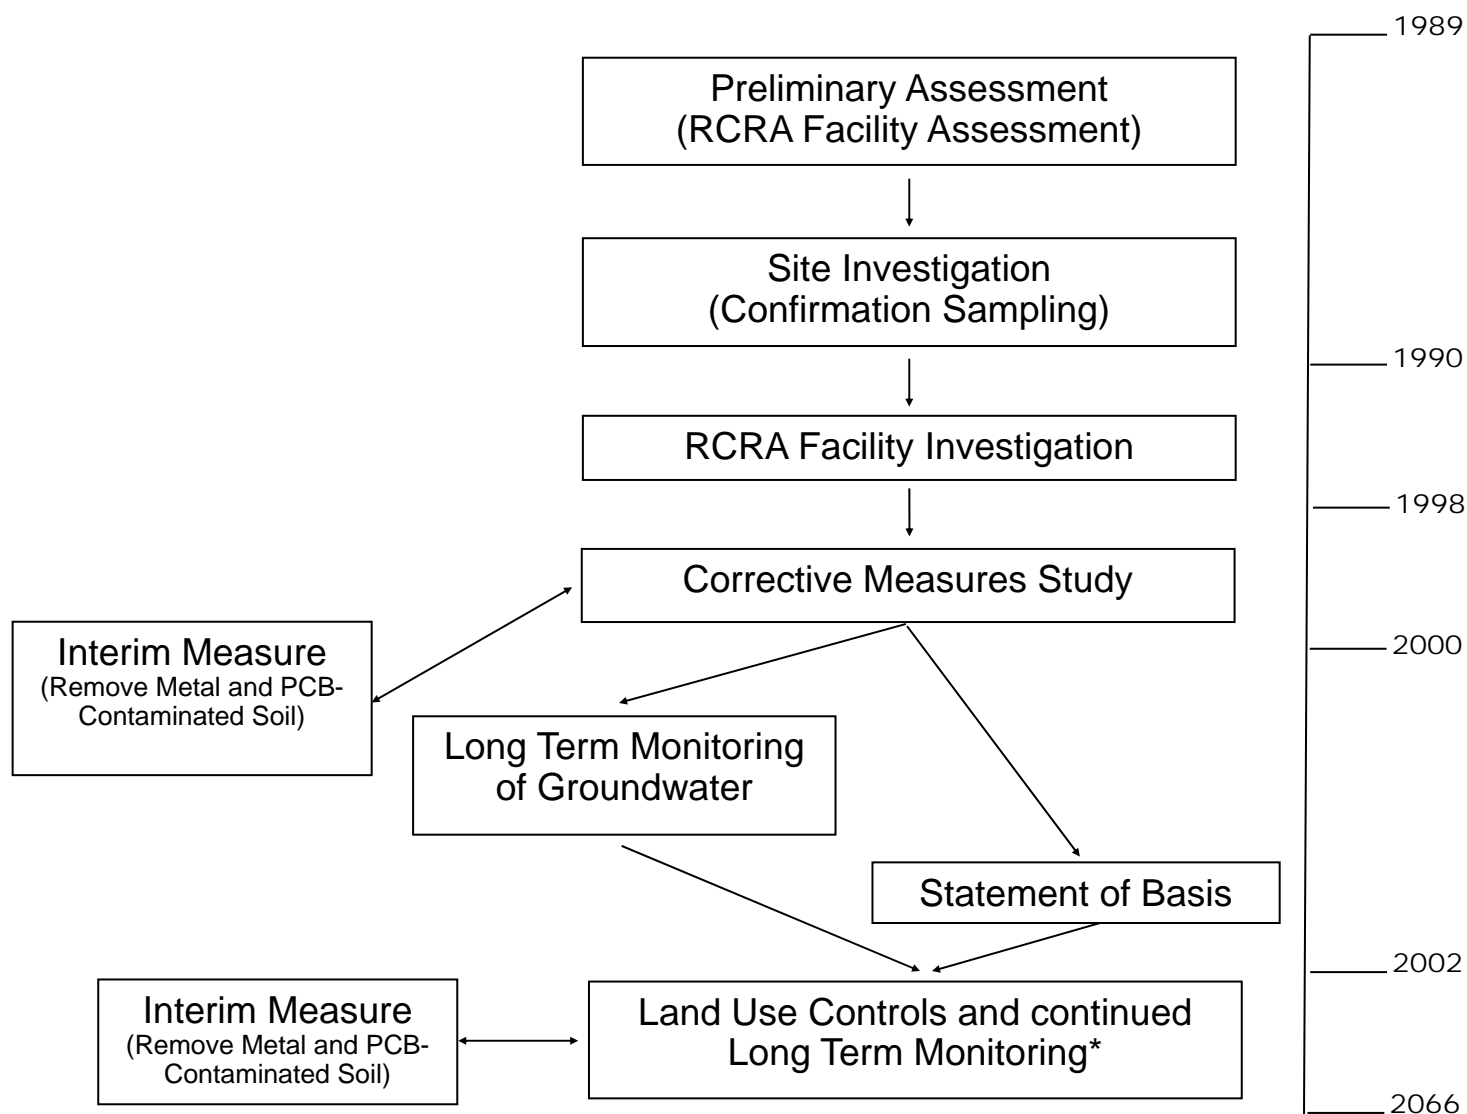 1989
Preliminary Assessment
(RCRA Facility Assessment)
Site Investigation
(Confirmation Sampling)
1990
RCRA Facility Investigation
1998
Corrective Measures Study
Interim Measure
(Remove Metal and PCB-
Contaminated Soil)
2000
Long Term Monitoring
of Groundwater
Statement of Basis
2002
Interim Measure
(Remove Metal and PCB-
Contaminated Soil)
Land Use Controls and continued
Long Term Monitoring*
2066